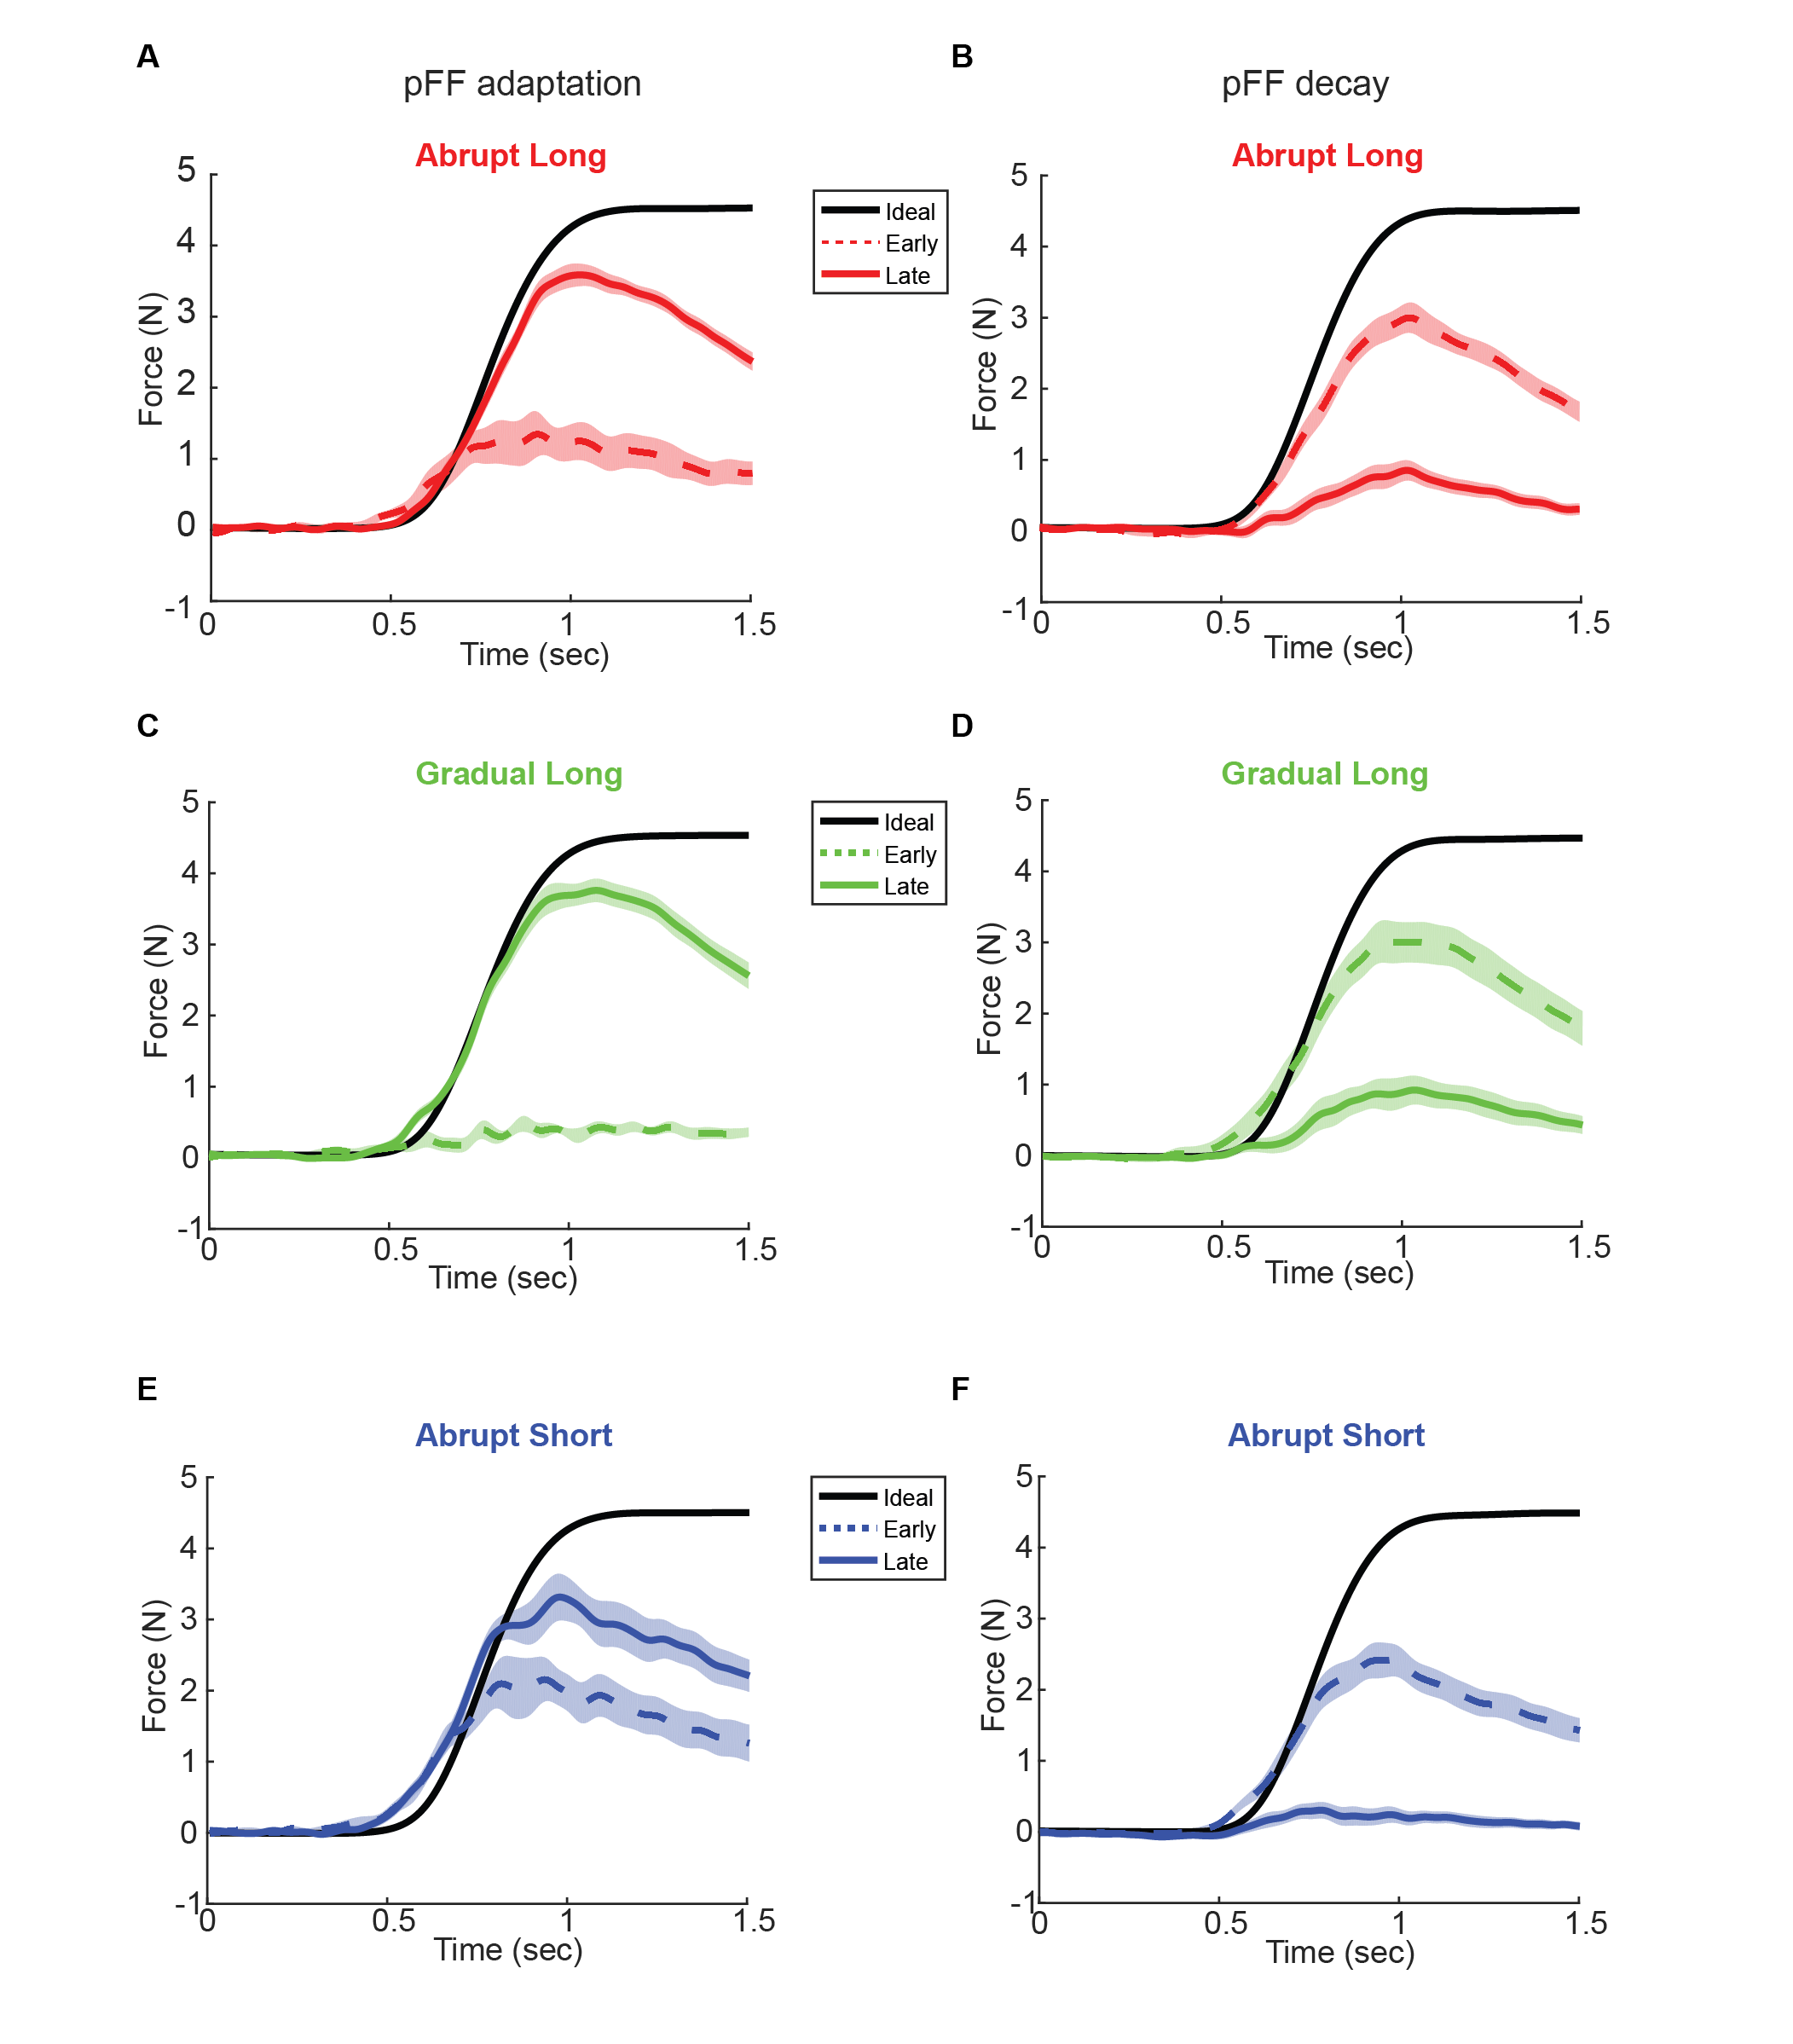 A
B
pFF adaptation
pFF decay
Abrupt Long
Abrupt Long
5
4
3
2
1
0
-1
Force (N)
0
0.5
1
1.5
Time (sec)
Ideal
Early
Late
5
4
3
2
1
0
-1
Force (N)
0
0.5
1
1.5
Time (sec)
C
D
Gradual Long
Gradual Long
5
4
3
2
1
0
-1
Force (N)
0
0.5
1
1.5
Time (sec)
Ideal
Early
Late
5
4
3
2
1
0
-1
Force (N)
0
0.5
1
1.5
Time (sec)
E
F
Abrupt Short
Abrupt Short
5
4
3
2
1
0
-1
Force (N)
0
0.5
1
1.5
Time (sec)
Ideal
Early
Late
5
4
3
2
1
0
-1
Force (N)
0
0.5
1
1.5
Time (sec)